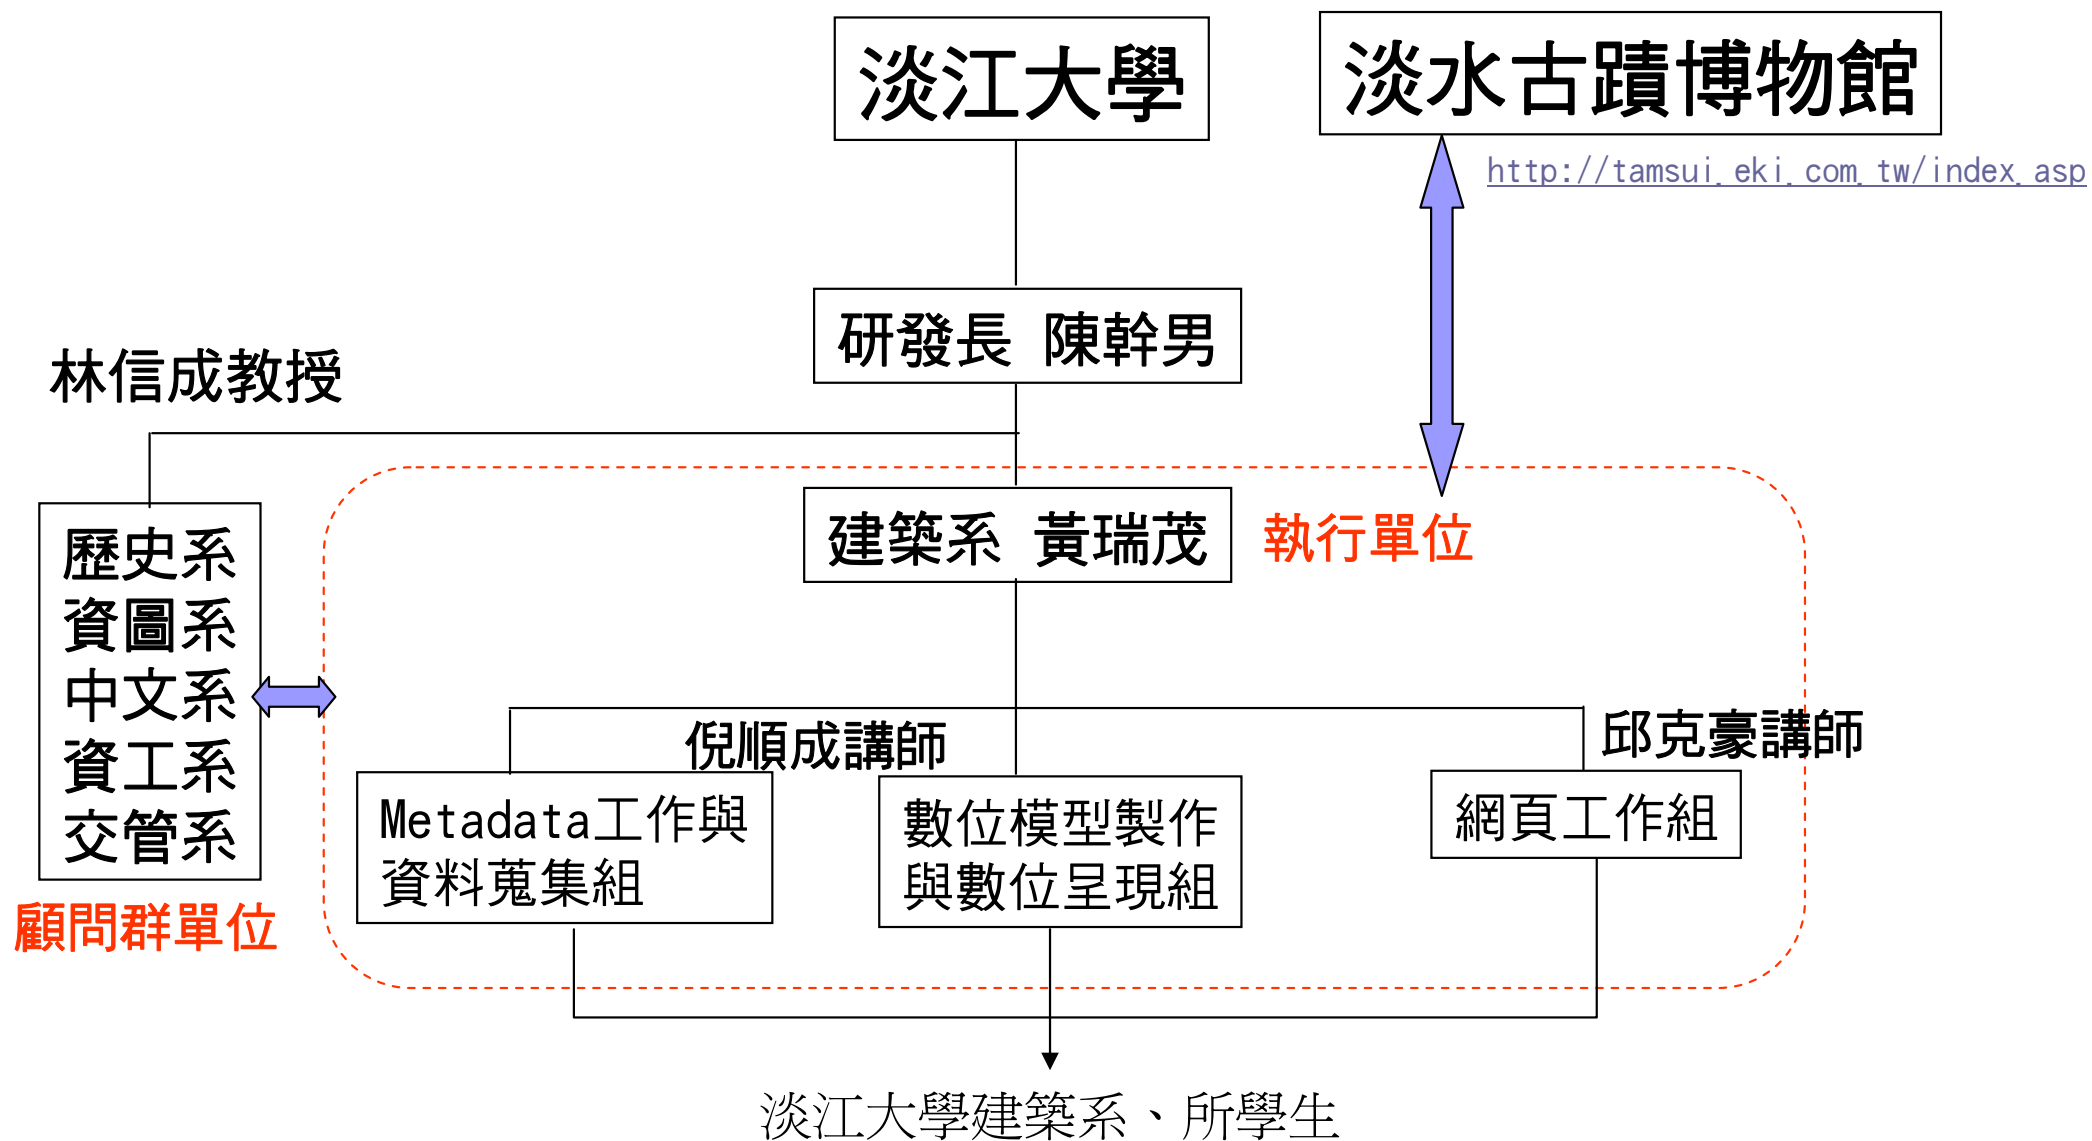 淡江大學
淡水古蹟博物館
http://tamsui.eki.com.tw/index.asp
研發長 陳幹男
林信成教授
建築系 黃瑞茂
執行單位
歷史系
資圖系
中文系
資工系
交管系
顧問群單位
倪順成講師
邱克豪講師
Metadata工作與
資料蒐集組
數位模型製作
與數位呈現組
網頁工作組
淡江大學建築系、所學生